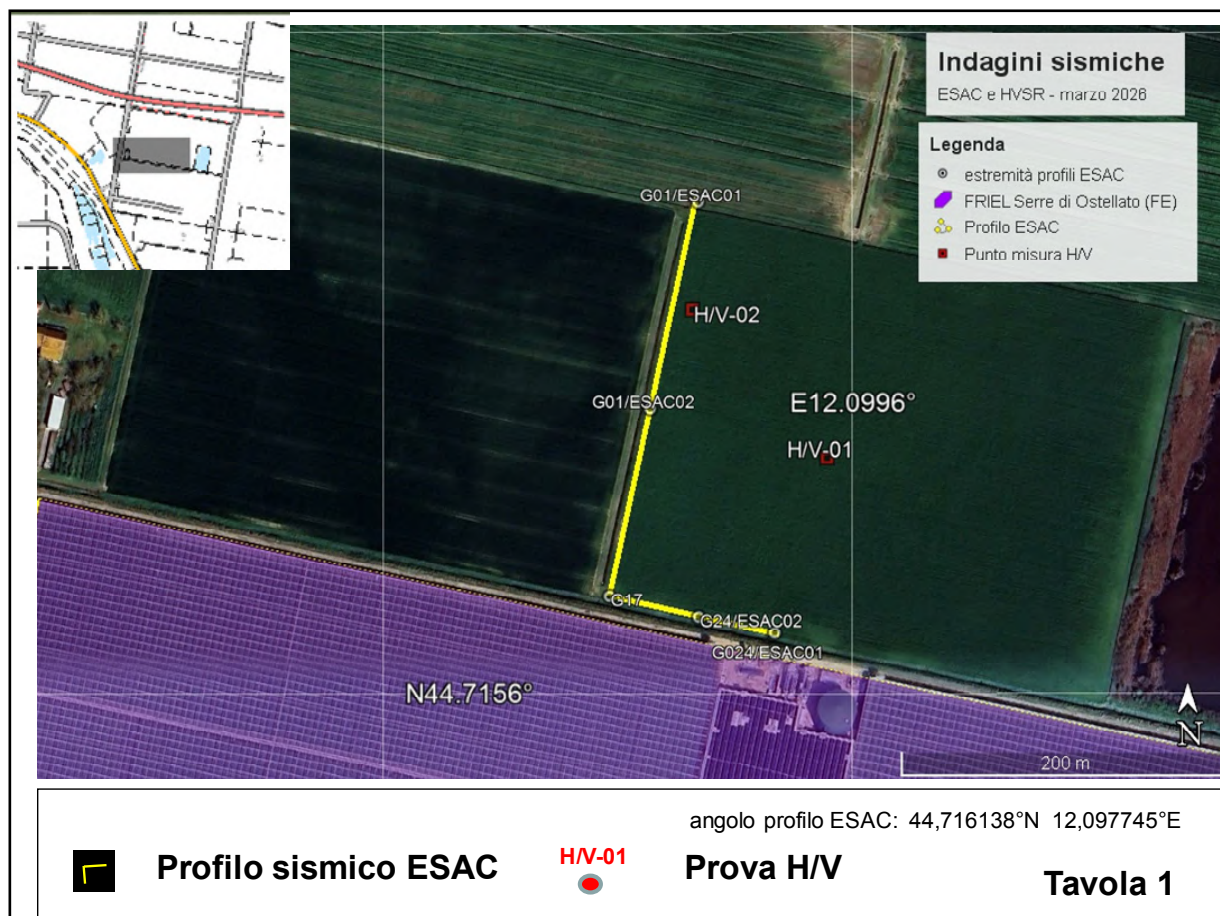 Indagini sismiche
ESAC e HVSR - marzo 2026
Legenda
estremità profili ESAC
FRIEL Serre di Ostellato (FE)
Profilo ESAC
Punto misura H/V
G01/ESAC01
H/V-02
G01/ESAC02
E12.0996°
H/V-01
G17
G24/ESAC02
G024/ESAC01
N44.7156°
N
200 m
angolo profilo ESAC: 44,716138°N 12,097745°E
Profilo sismico ESAC
H/V-01
Prova H/V
Tavola 1